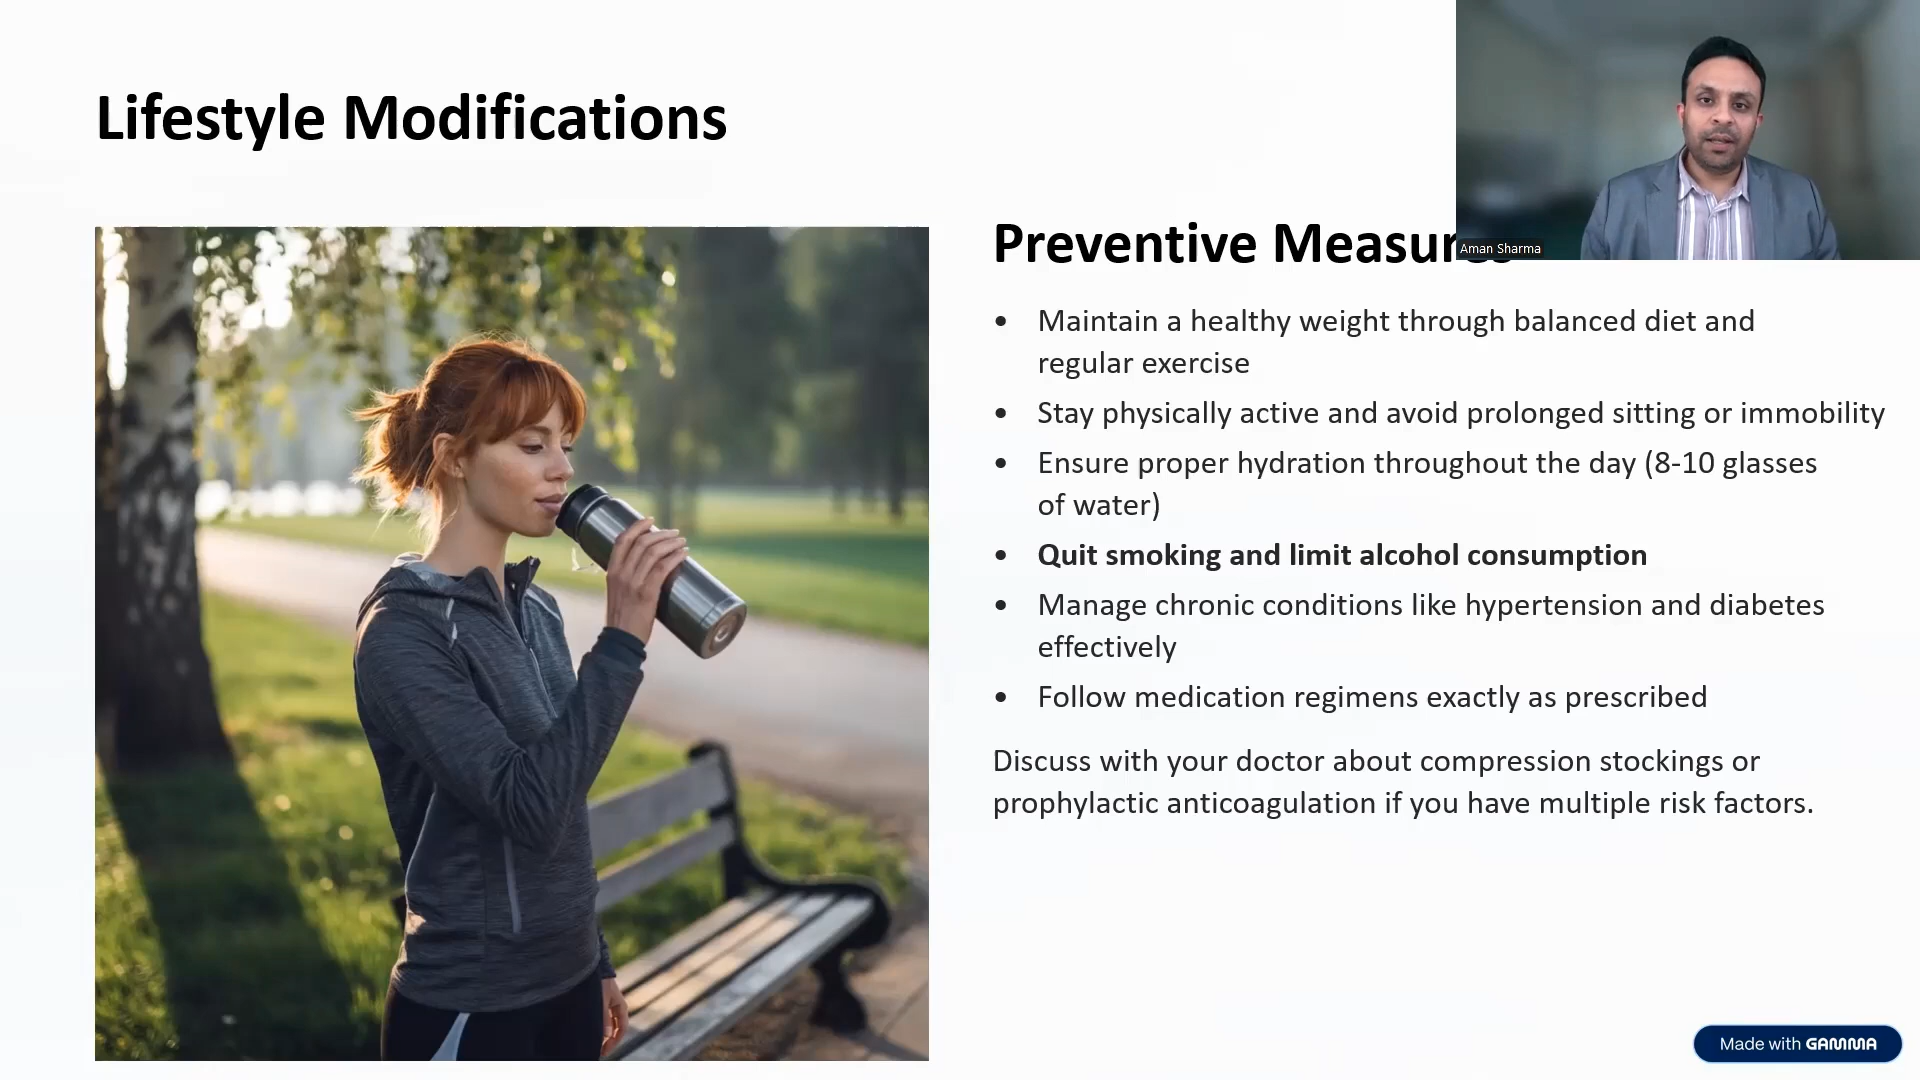 Lifestyle Modifications
Aman Sharma
Preventive Measures
• Maintain a healthy weight through balanced diet and
regular exercise
• Stay physically active and avoid prolonged sitting or immobility
• Ensure proper hydration throughout the day (8-10 glasses
of water)
• Quit smoking and limit alcohol consumption
• Manage chronic conditions like hypertension and diabetes
effectively
• Follow medication regimens exactly as prescribed
Discuss with your doctor about compression stockings or
prophylactic anticoagulation if you have multiple risk factors.
Made with GAMMA